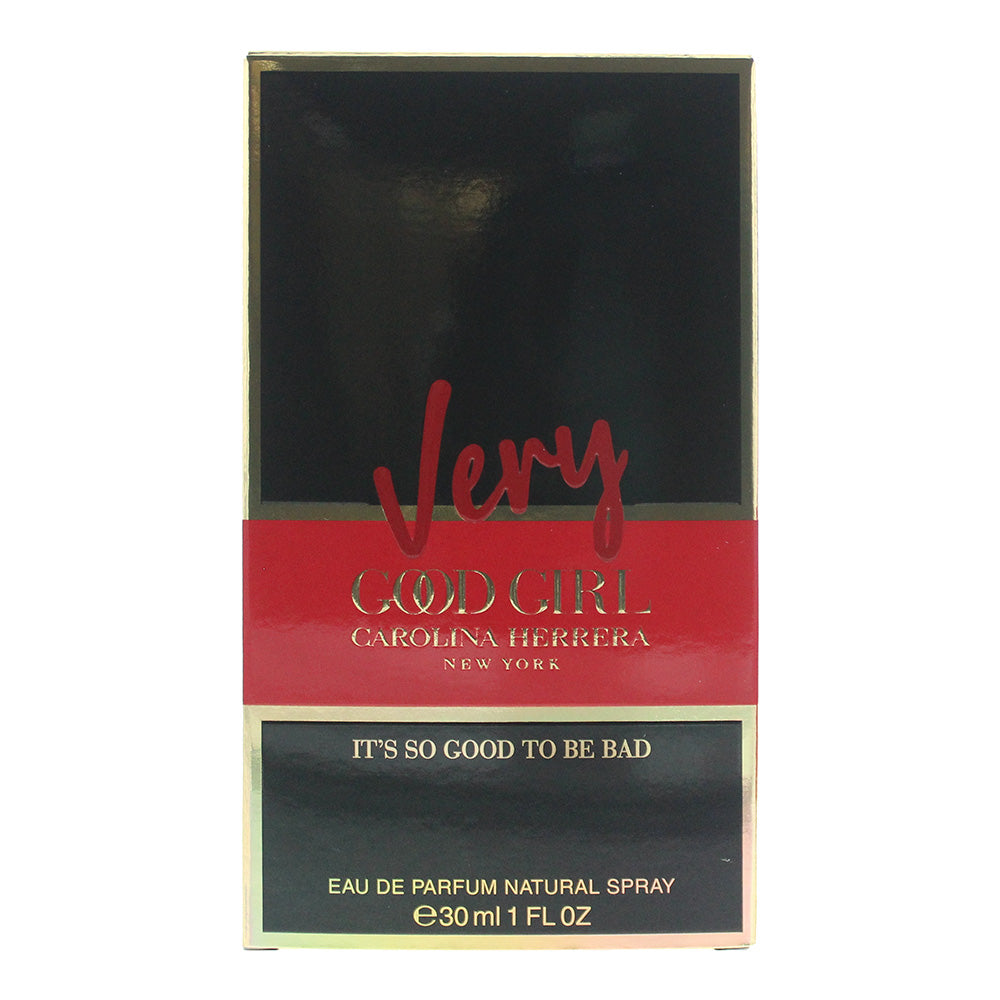 Very
GOOD GIRL
CAROLINA HERRERA
NEW YORK
IT'S SO GOOD TO BE BAD
EAU DE PARFUM NATURAL SPRAY
℮30 ml 1 FL OZ